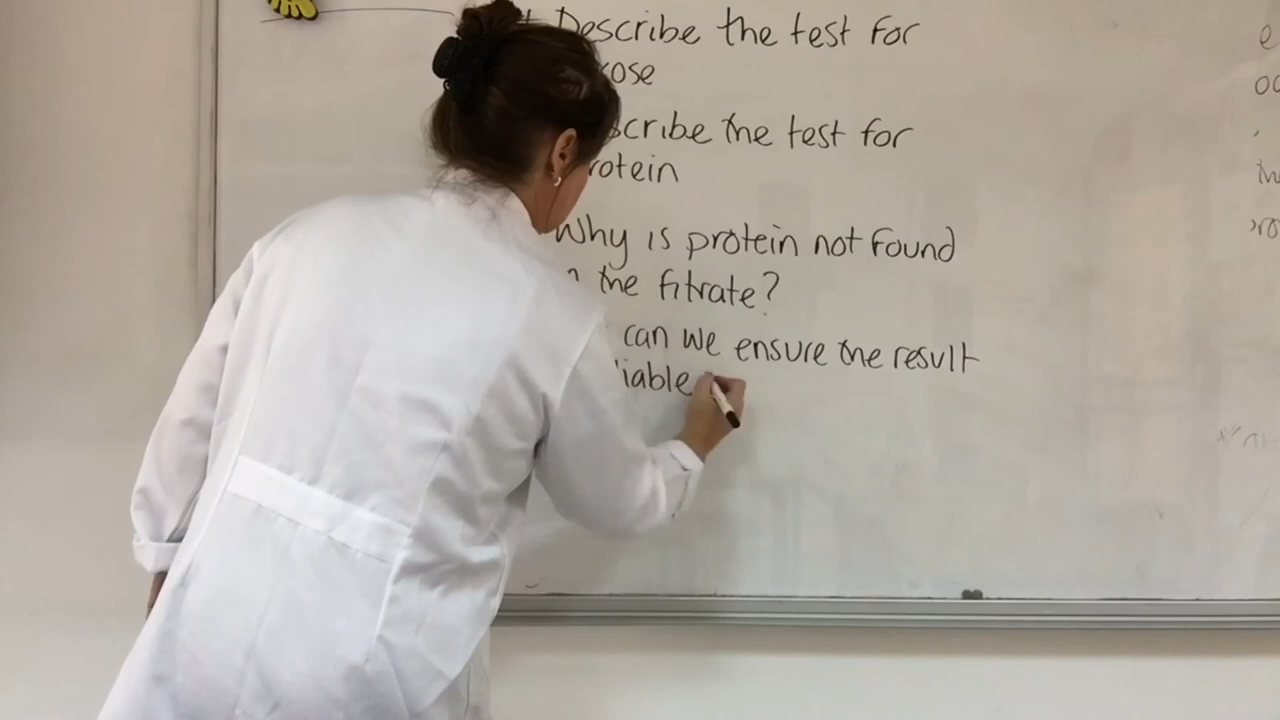 Describe the test for
ose
scribe the test for
rotein
Why is protein not found
the fitrate?
can we ensure the result
iable